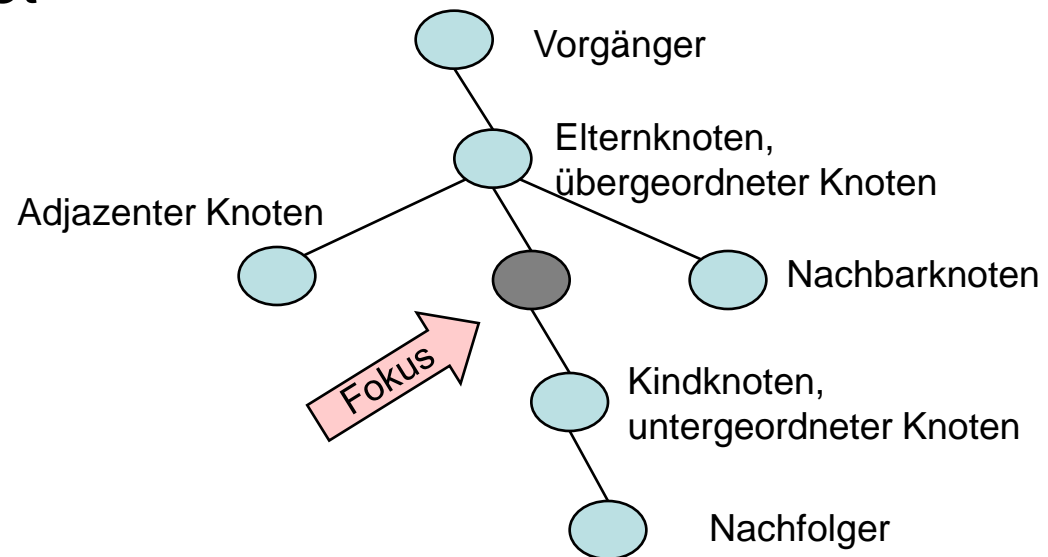 Vorgänger
Elternknoten,
übergeordneter Knoten
Adjazenter Knoten
Nachbarknoten
Fokus
Kindknoten,
untergeordneter Knoten
Nachfolger